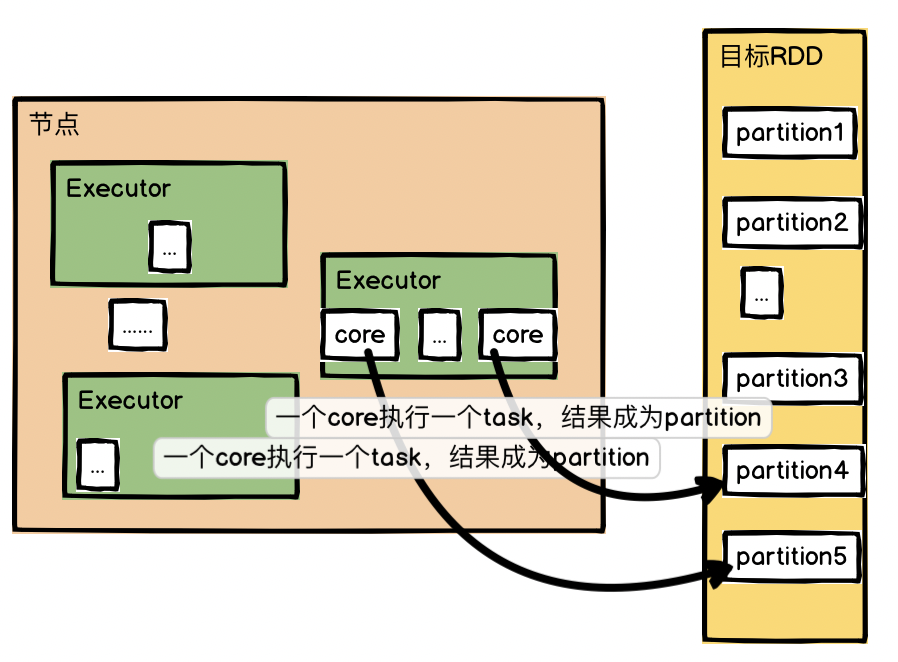 节点
Executor
...
......
Executor
...
Executor
core
...
core
一个core执行一个task，结果成为partition
一个core执行一个task，结果成为partition
目标RDD
partition1
partition2
...
partition3
partition4
partition5